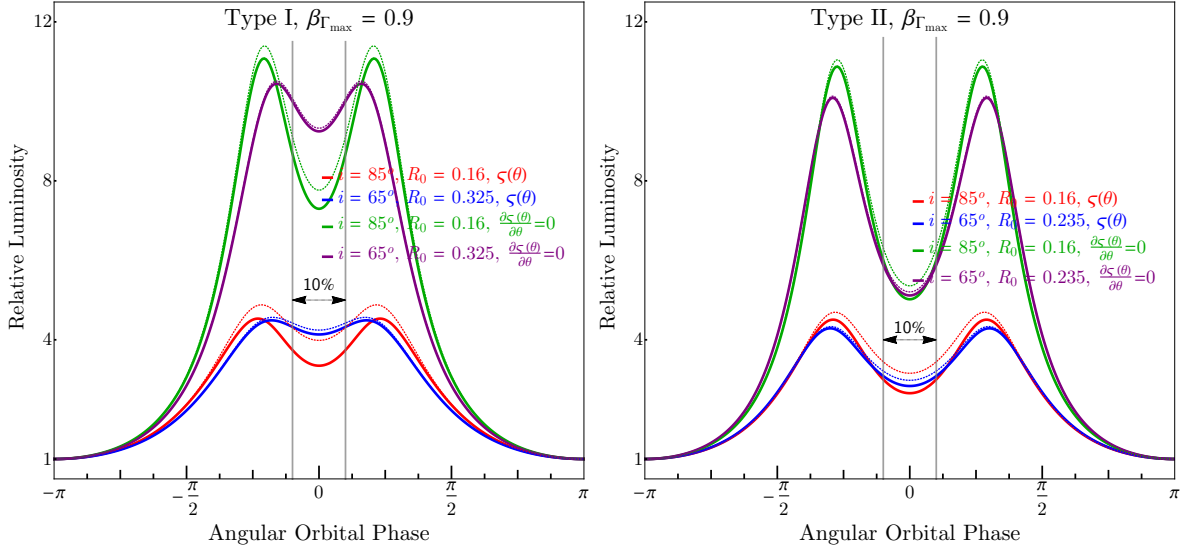 Type I, βΓmax = 0.9
12
8
4
1
Relative Luminosity
i = 85°, R₀ = 0.16, ς(θ)
i = 65°, R₀ = 0.325, ς(θ)
i = 85°, R₀ = 0.16, ∂ς(θ)/∂θ=0
i = 65°, R₀ = 0.325, ∂ς(θ)/∂θ=0
10%
−π
−π/2
0
π/2
π
Angular Orbital Phase
Type II, βΓmax = 0.9
12
8
4
1
Relative Luminosity
i = 85°, R₀ = 0.16, ς(θ)
i = 65°, R₀ = 0.235, ς(θ)
i = 85°, R₀ = 0.16, ∂ς(θ)/∂θ=0
i = 65°, R₀ = 0.235, ∂ς(θ)/∂θ=0
10%
−π
−π/2
0
π/2
π
Angular Orbital Phase